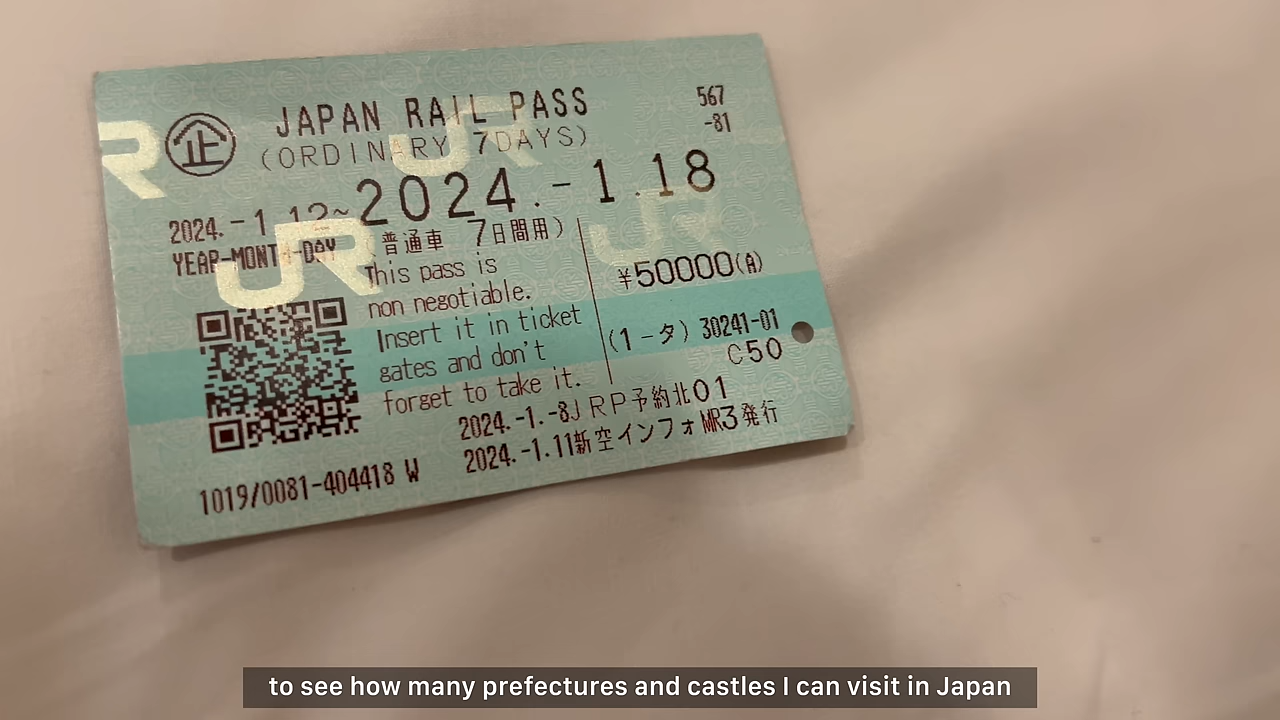 企 JAPAN RAIL PASS
567
-81
(ORDINARY 7DAYS)
2024.-1.12~2024.-1.18
YEAR-MONTH-DAY
(普通車 7日間用)
This pass is
non negotiable.
Insert it in ticket
gates and don't
forget to take it.
¥50000(A)
(1-タ) 30241-01
C50
2024.-1.-8JRP予約北01
2024.-1.11新空インフォMR3発行
1019/0081-404418 W
JR
JR
JR
R
to see how many prefectures and castles I can visit in Japan